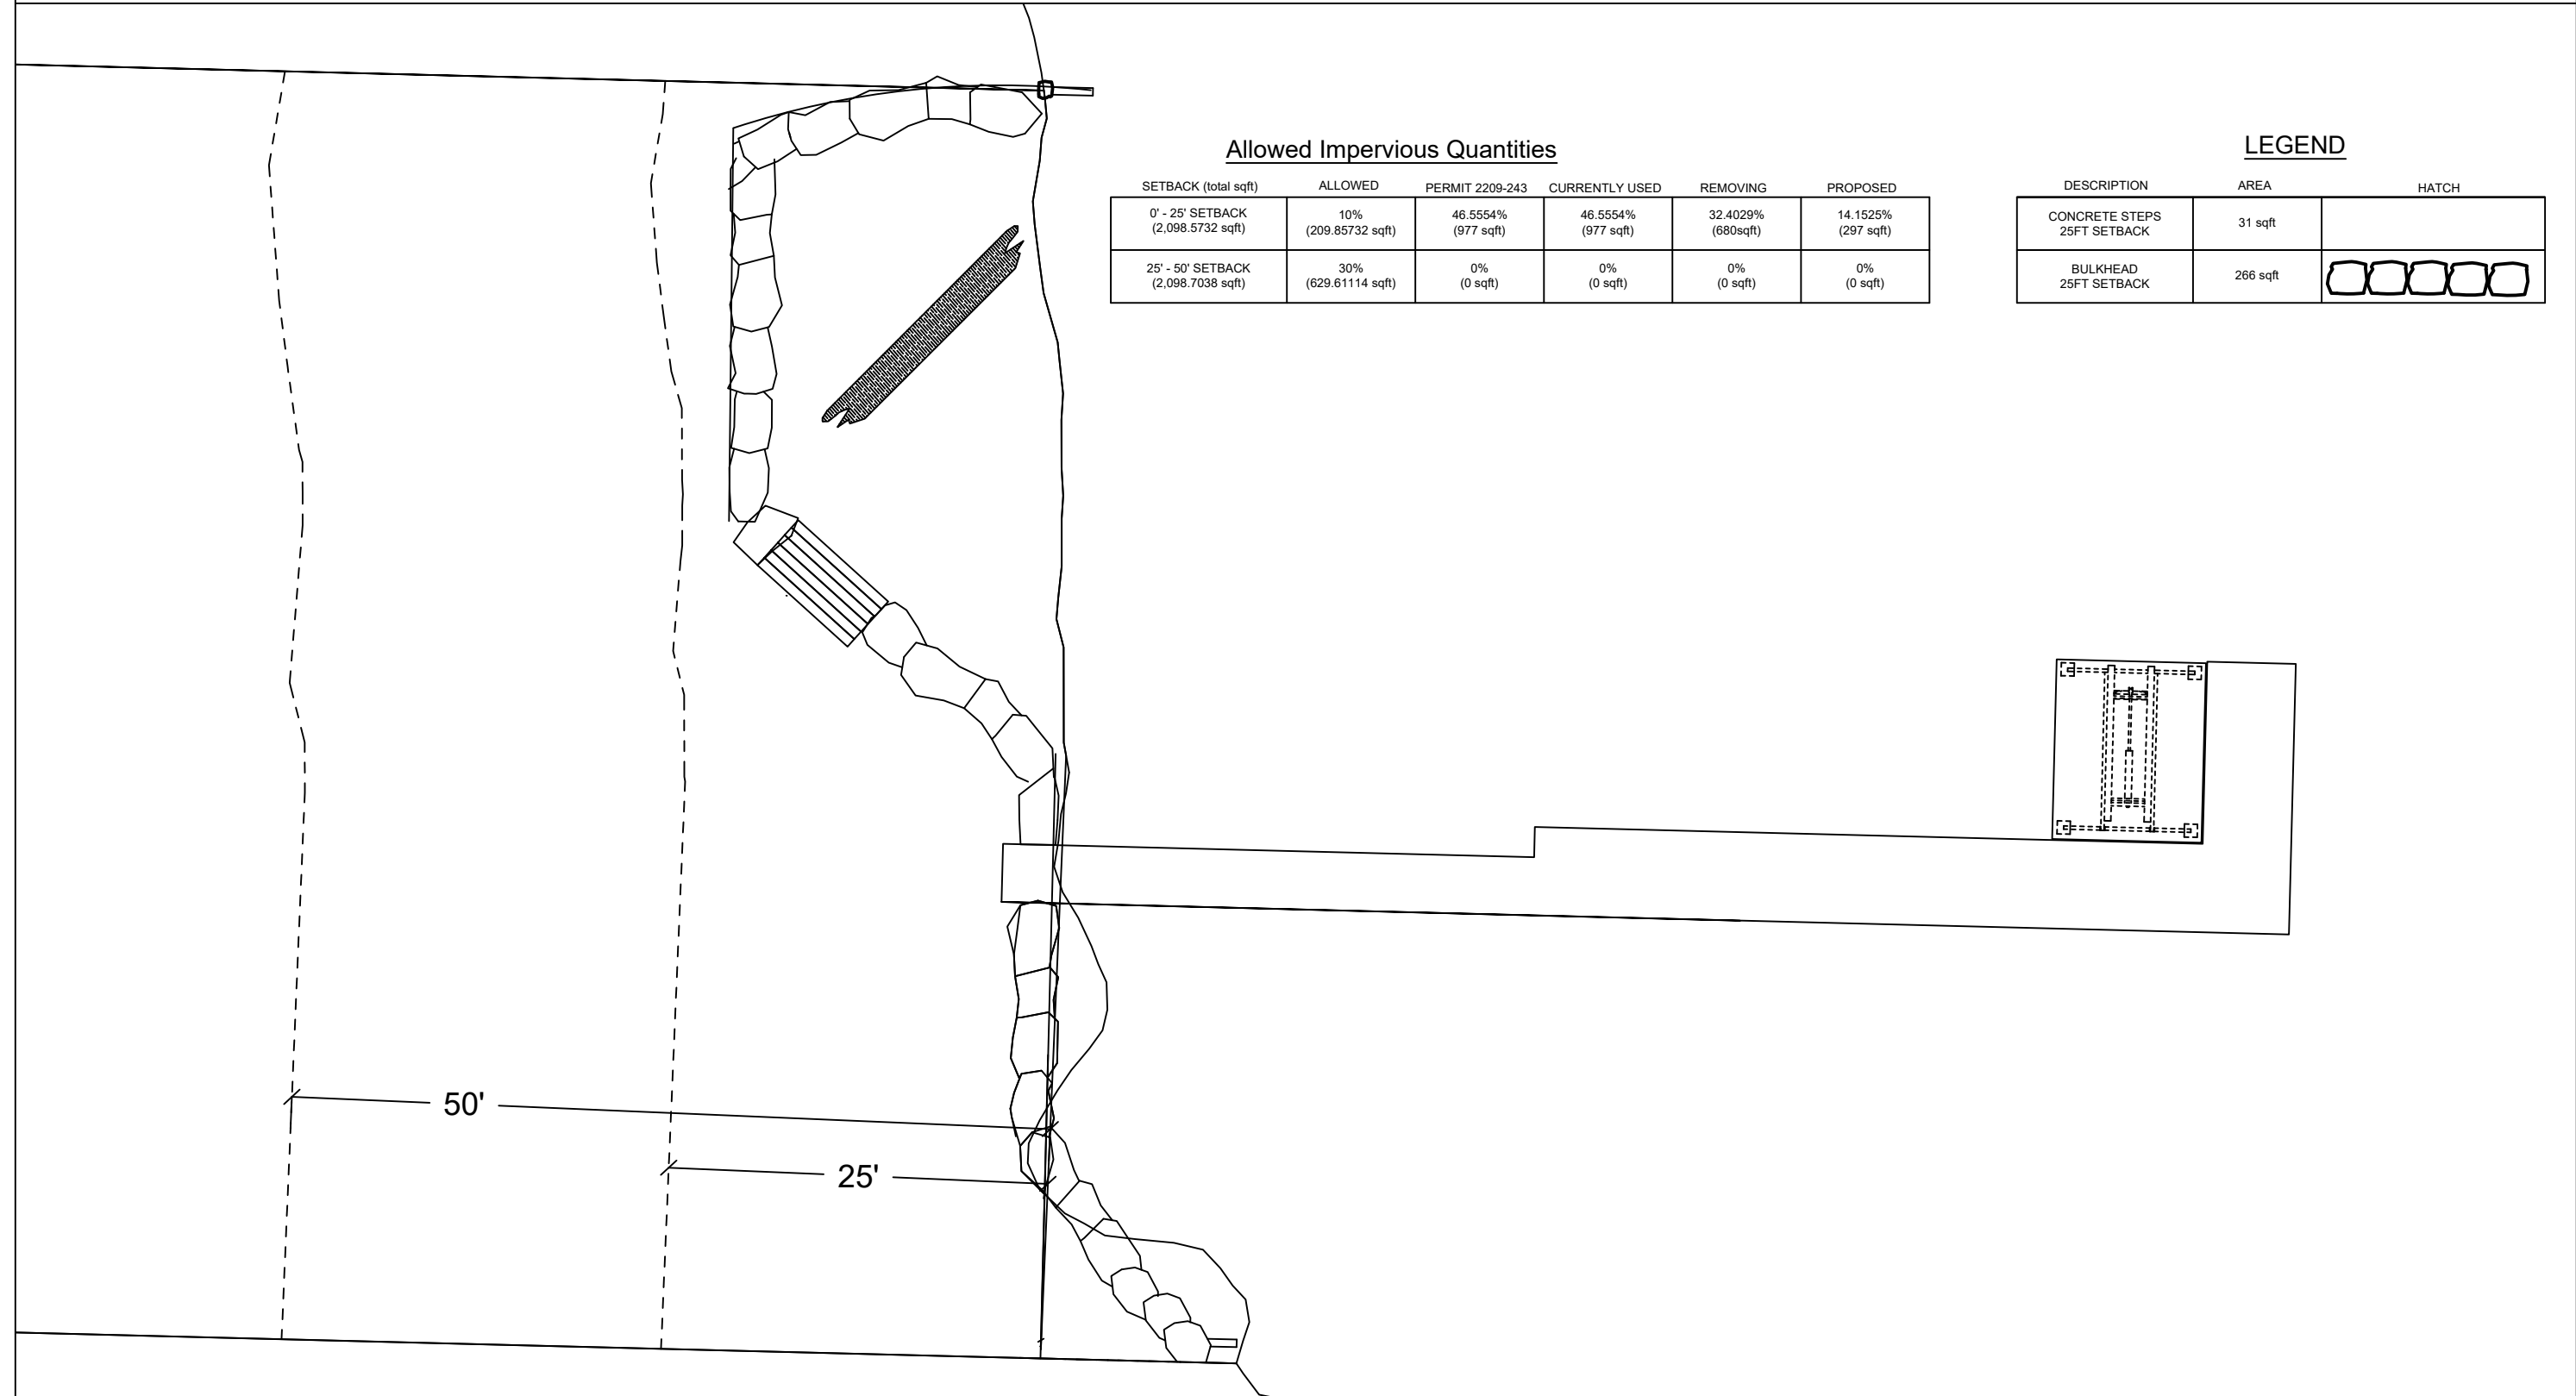 Allowed Impervious Quantities
SETBACK (total sqft) ALLOWED PERMIT 2209-243 CURRENTLY USED REMOVING PROPOSED
0' - 25' SETBACK 10% 46.5554% 46.5554% 32.4029% 14.1525%
(2,098.5732 sqft) (209.85732 sqft) (977 sqft) (977 sqft) (680sqft) (297 sqft)
25' - 50' SETBACK 30% 0% 0% 0% 0%
(2,098.7038 sqft) (629.61114 sqft) (0 sqft) (0 sqft) (0 sqft) (0 sqft)
LEGEND
DESCRIPTION AREA HATCH
CONCRETE STEPS
25FT SETBACK
31 sqft
BULKHEAD
25FT SETBACK
266 sqft
50'
25'